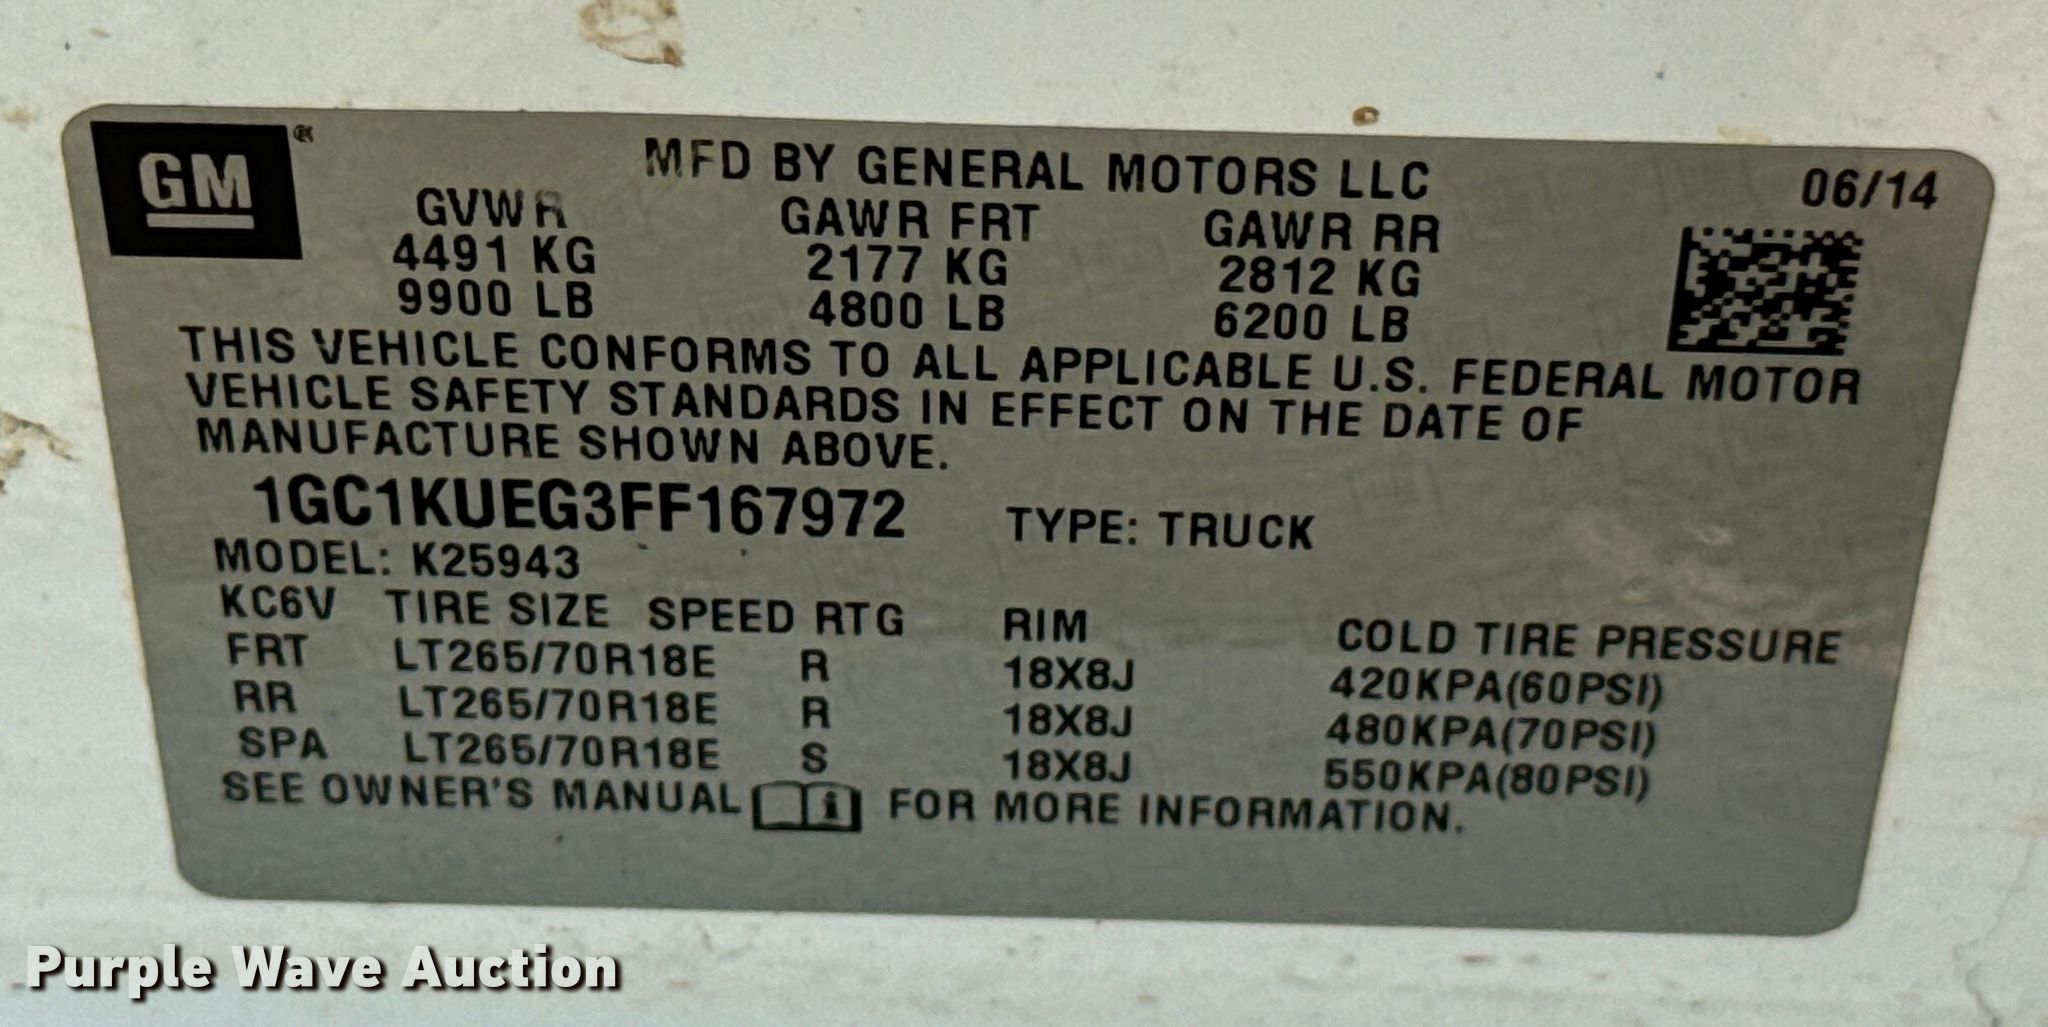 GM ®
MFD BY GENERAL MOTORS LLC 06/14
GVWR GAWR FRT GAWR RR
4491 KG 2177 KG 2812 KG
9900 LB 4800 LB 6200 LB
THIS VEHICLE CONFORMS TO ALL APPLICABLE U.S. FEDERAL MOTOR
VEHICLE SAFETY STANDARDS IN EFFECT ON THE DATE OF
MANUFACTURE SHOWN ABOVE.
1GC1KUEG3FF167972 TYPE: TRUCK
MODEL: K25943
KC6V TIRE SIZE SPEED RTG RIM COLD TIRE PRESSURE
FRT LT265/70R18E R 18X8J 420KPA(60PSI)
RR LT265/70R18E R 18X8J 480KPA(70PSI)
SPA LT265/70R18E S 18X8J 550KPA(80PSI)
SEE OWNER'S MANUAL FOR MORE INFORMATION.
Purple Wave Auction